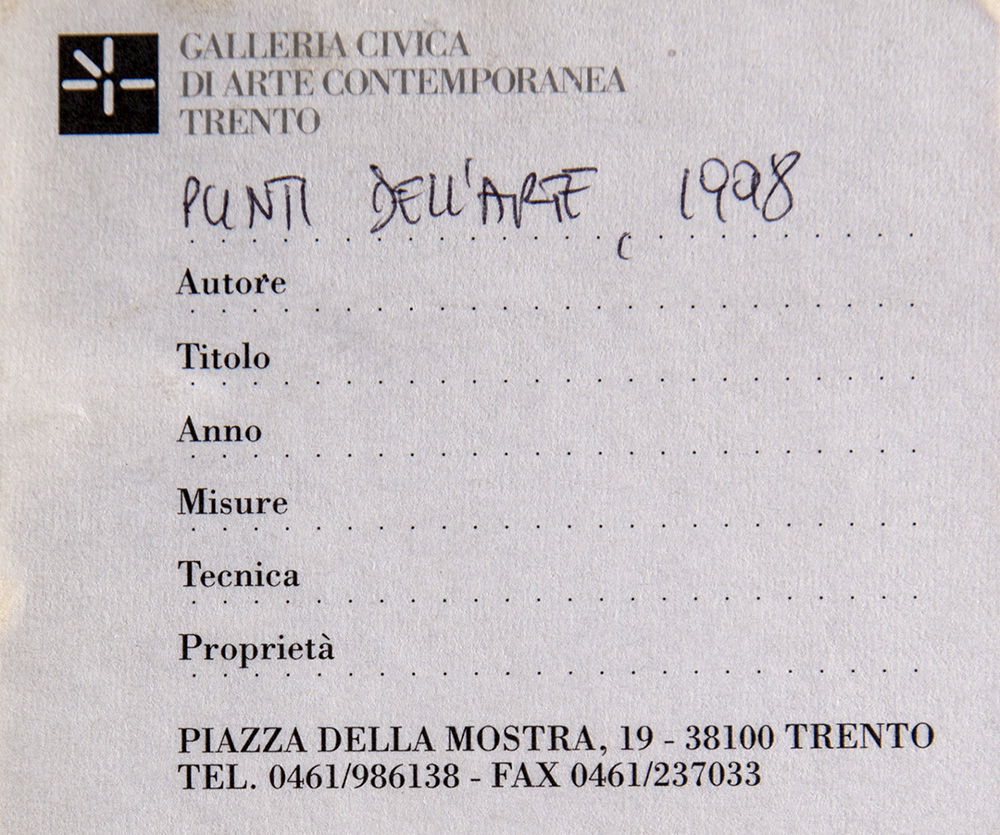 GALLERIA CIVICA
DI ARTE CONTEMPORANEA
TRENTO
PUNTI DELL'ARTE, 1998
Autore
Titolo
Anno
Misure
Tecnica
Proprietà
PIAZZA DELLA MOSTRA, 19 - 38100 TRENTO
TEL. 0461/986138 - FAX 0461/237033